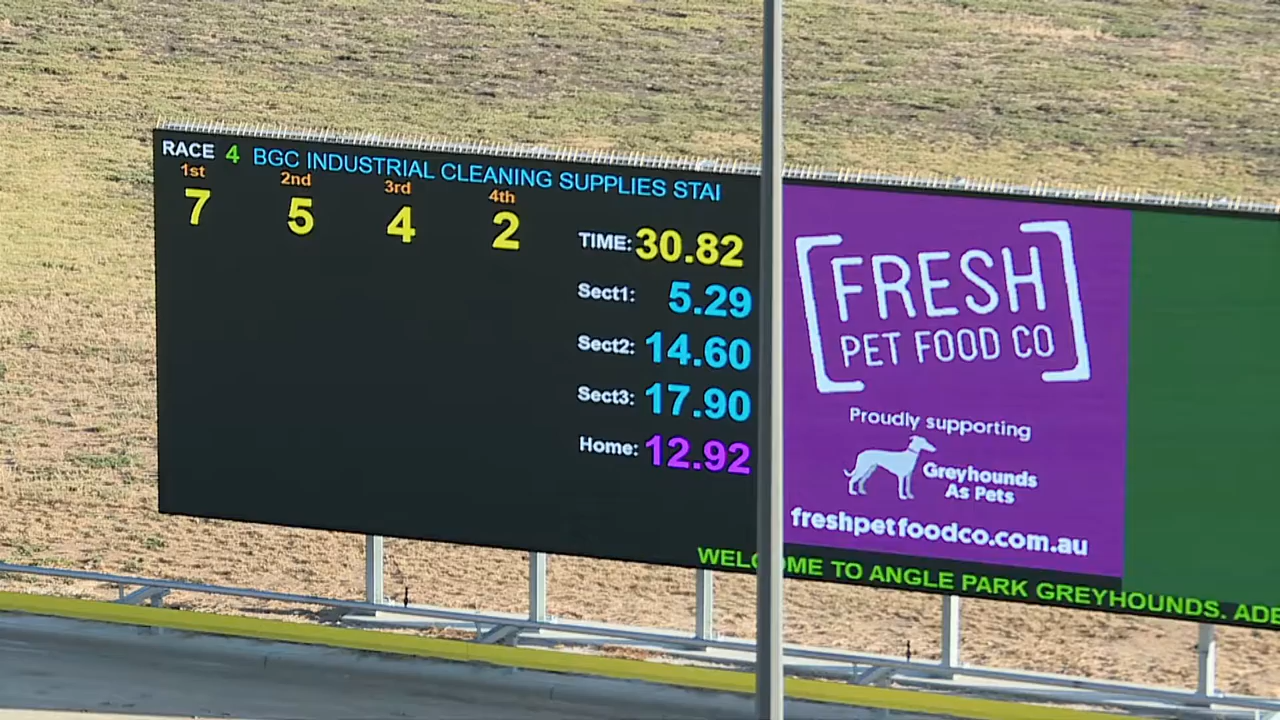 RACE 4 BGC INDUSTRIAL CLEANING SUPPLIES STAI
1st 2nd 3rd 4th
7 5 4 2
TIME: 30.82
Sect1: 5.29
Sect2: 14.60
Sect3: 17.90
Home: 12.92
FRESH
PET FOOD CO
Proudly supporting
Greyhounds
As Pets
freshpetfoodco.com.au
WELCOME TO ANGLE PARK GREYHOUNDS. ADE